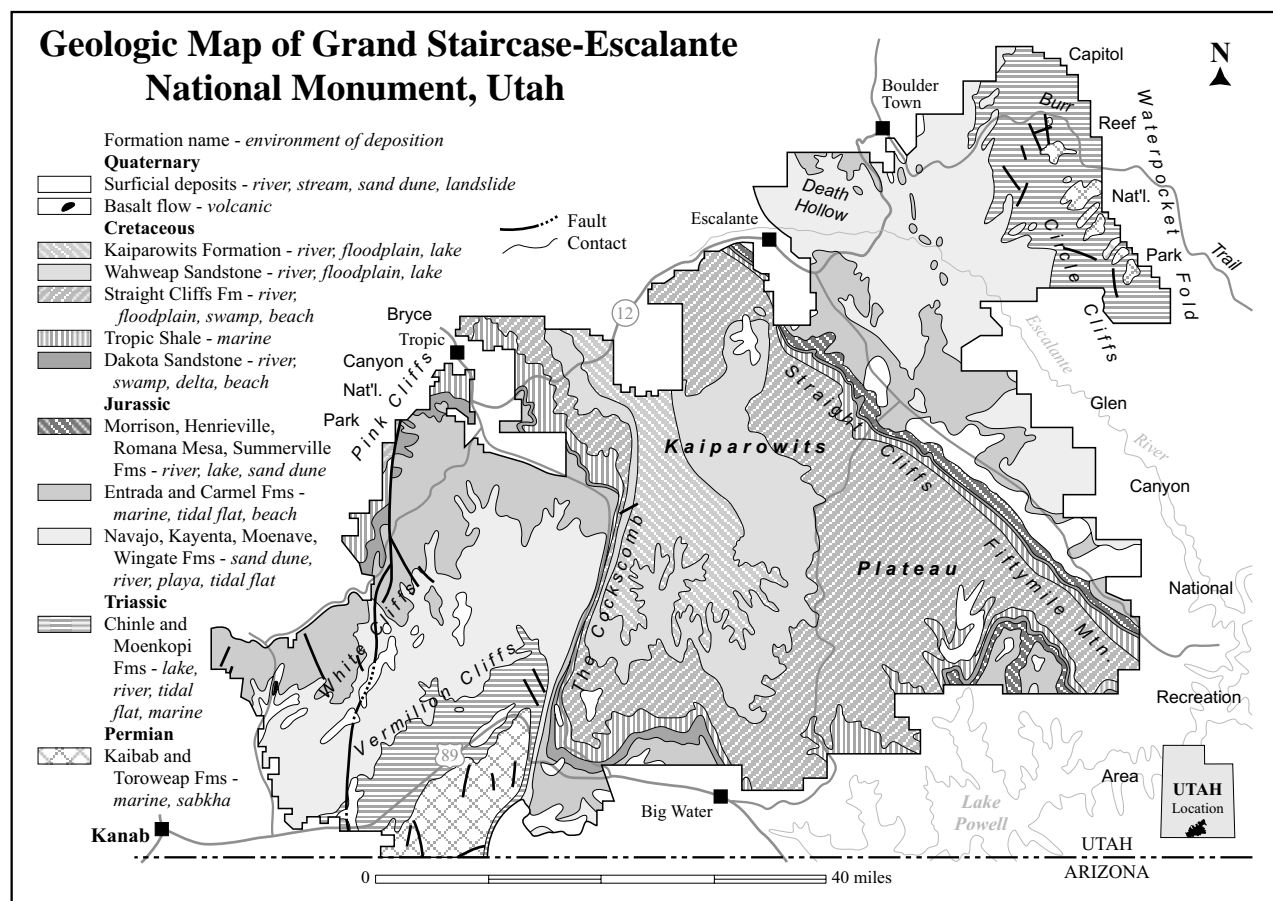 Geologic Map of Grand Staircase-Escalante
National Monument, Utah
Formation name - environment of deposition
Quaternary
Surficial deposits - river, stream, sand dune, landslide
Basalt flow - volcanic
Cretaceous
Kaiparowits Formation - river, floodplain, lake
Wahweap Sandstone - river, floodplain, lake
Straight Cliffs Fm - river,
floodplain, swamp, beach
Tropic Shale - marine
Dakota Sandstone - river,
swamp, delta, beach
Jurassic
Morrison, Henrieville,
Romana Mesa, Summerville
Fms - river, lake, sand dune
Entrada and Carmel Fms -
marine, tidal flat, beach
Navajo, Kayenta, Moenave,
Wingate Fms - sand dune,
river, playa, tidal flat
Triassic
Chinle and
Moenkopi
Fms - lake,
river, tidal
flat, marine
Permian
Kaibab and
Toroweap Fms -
marine, sabkha
Fault
Contact
N
Capitol
Reef
Nat'l.
Park
Waterpocket Fold
Burr
Trail
Circle Cliffs
Boulder
Town
Death
Hollow
Escalante
12
Bryce
Canyon
Nat'l.
Park
Tropic
Pink Cliffs
White Cliffs
Vermilion Cliffs
The Cockscomb
Kaiparowits
Plateau
Straight Cliffs
Fiftymile Mtn.
Escalante
River
Glen
Canyon
National
Recreation
Area
Lake
Powell
89
Big Water
Kanab
UTAH
Location
UTAH
ARIZONA
0
40 miles